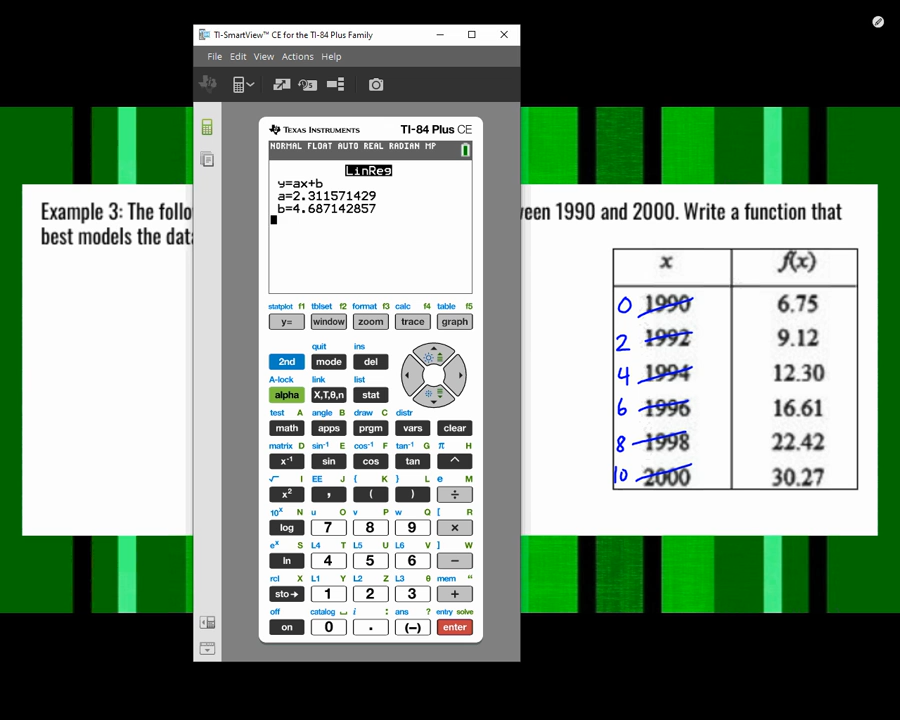 TI-SmartView™ CE for the TI-84 Plus Family
File Edit View Actions Help
TEXAS INSTRUMENTS TI-84 Plus CE
NORMAL FLOAT AUTO REAL RADIAN MP
LinReg
y=ax+b
a=2.311571429
b=4.687142857
statplot f1 tblset f2 format f3 calc f4 table f5
y= window zoom trace graph
quit ins
2nd mode del
A-lock link list
alpha X,T,θ,n stat
test A angle B draw C distr
math apps prgm vars clear
matrix D sin⁻¹ E cos⁻¹ F tan⁻¹ G π H
x⁻¹ sin cos tan ^
√ I EE J { K } L e M
x² , ( ) ÷
10ˣ N u O v P w Q [ R
log 7 8 9 ×
eˣ S L4 T L5 U L6 V ] W
ln 4 5 6 −
rcl X L1 Y L2 Z L3 θ mem "
sto→ 1 2 3 +
off catalog ⎵ i : ans ? entry solve
on 0 . (−) enter
Example 3: The follo
ween 1990 and 2000. Write a function that
best models the data
x f(x)
0 1990 6.75
2 1992 9.12
4 1994 12.30
6 1996 16.61
8 1998 22.42
10 2000 30.27